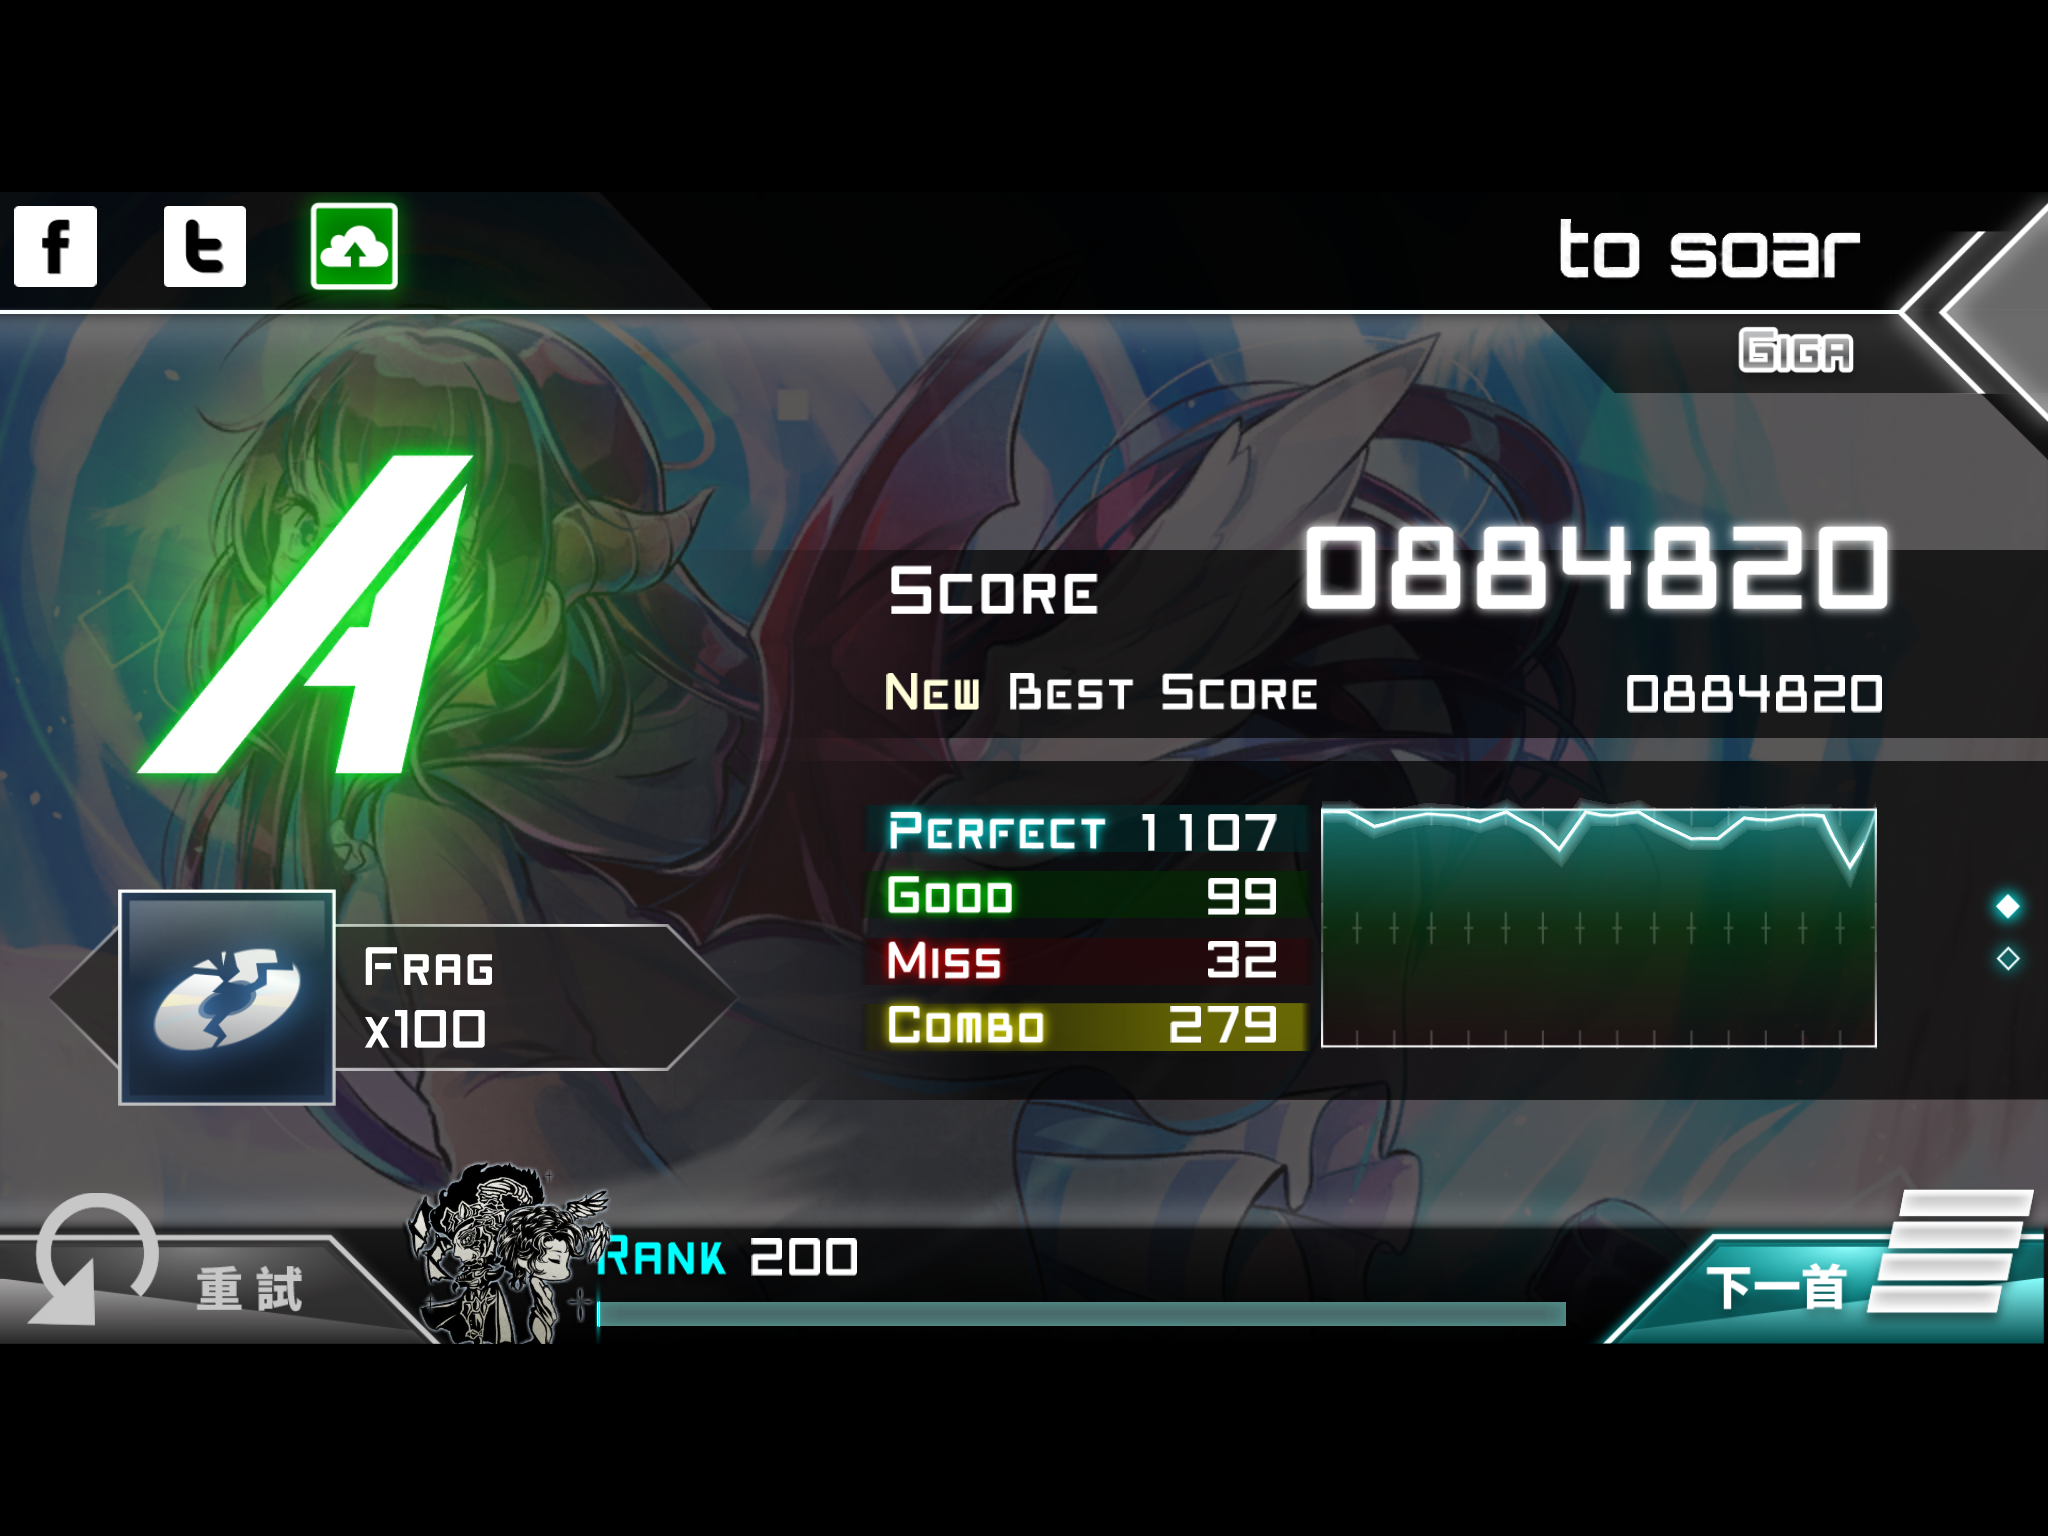 f t
to soar
GIGA
A
SCORE 0884820
NEW BEST SCORE 0884820
PERFECT 1107
GOOD 99
MISS 32
COMBO 279
FRAG
x100
重試
RANK 200
下一首